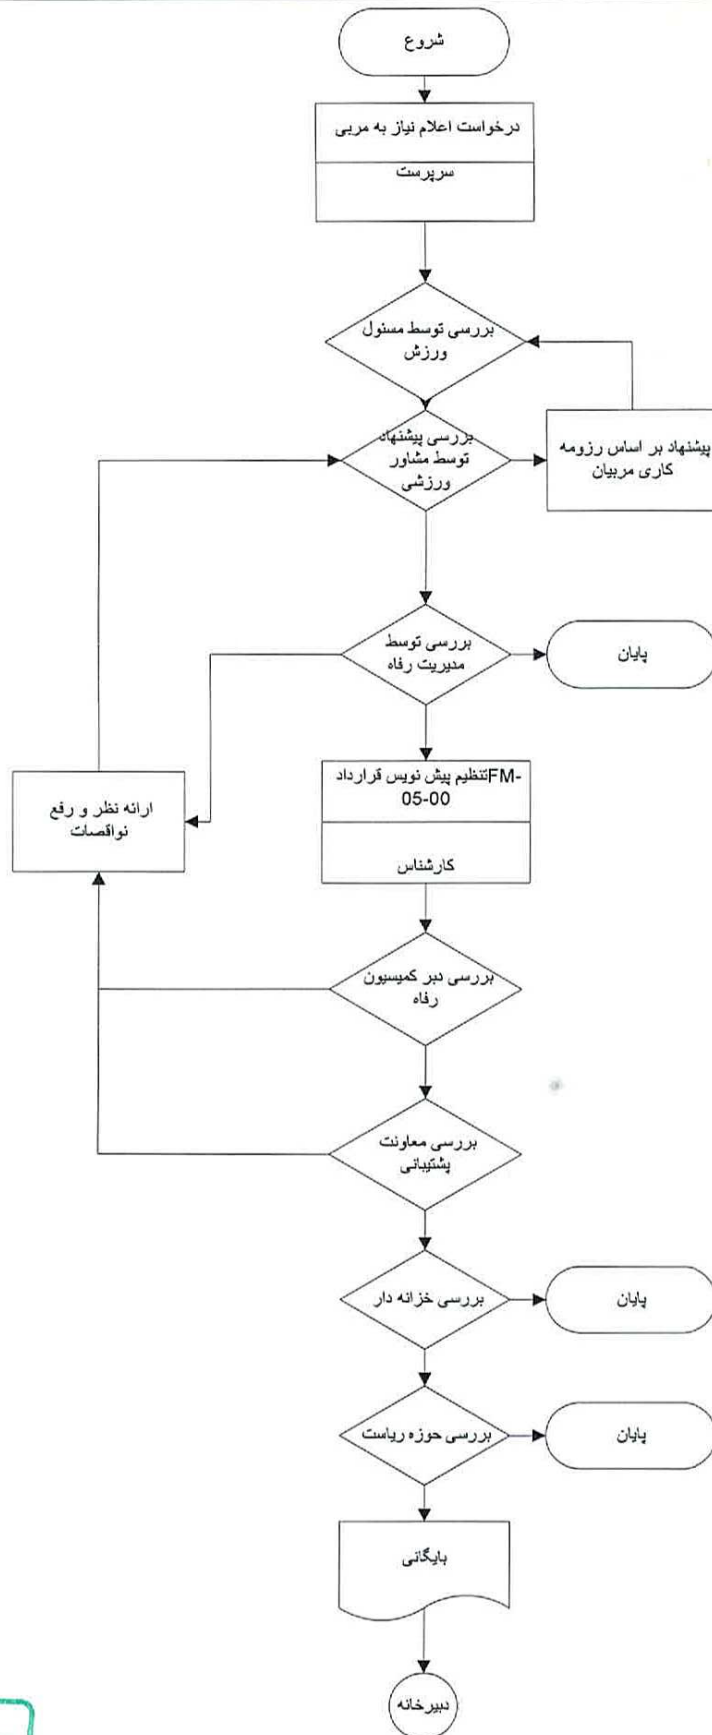 شروع
درخواست اعلام نیاز به مربی
سرپرست
بررسی توسط مسئول
ورزش
بررسی پیشنهاد
توسط مشاور
ورزشی
پیشنهاد بر اساس رزومه
کاری مربیان
بررسی توسط
مدیریت رفاه
پایان
تنظیم پیش نویس قرارداد FM-
05-00
کارشناس
ارائه نظر و رفع
نواقصات
بررسی دبر کمیسیون
رفاه
بررسی معاونت
پشتیبانی
بررسی خزانه دار
پایان
بررسی حوزه ریاست
پایان
بایگانی
دبیرخانه